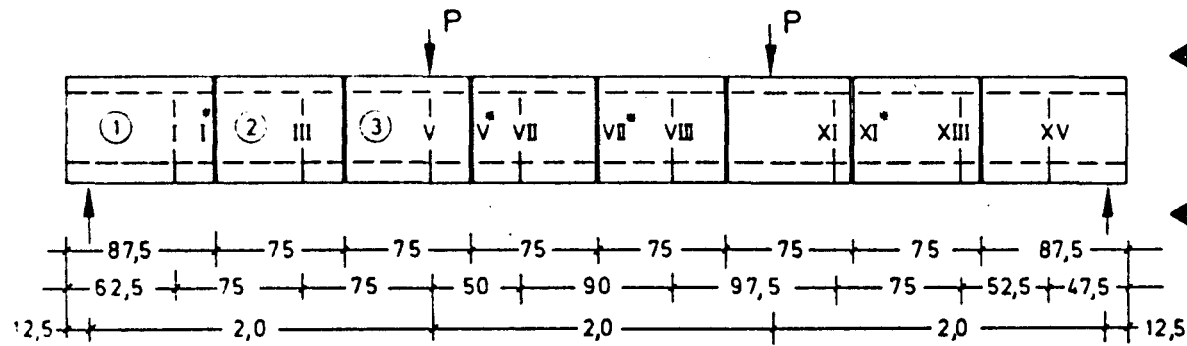 P P
1 I I* 2 III 3 V V* VII VII* VIII XI XI* XIII XV
87,5 75 75 75 75 75 75 87,5
62,5 75 75 50 90 97,5 75 52,5 47,5
12,5 2,0 2,0 2,0 12,5